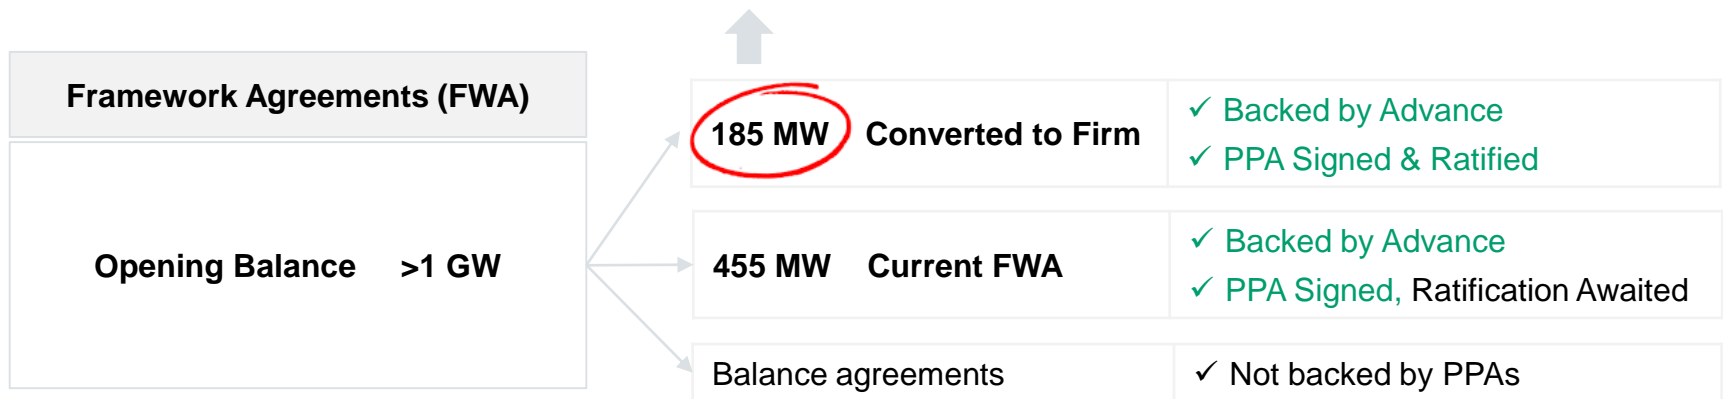 Framework Agreements (FWA)
Opening Balance >1 GW
185 MW Converted to Firm
✓ Backed by Advance
✓ PPA Signed & Ratified
455 MW Current FWA
✓ Backed by Advance
✓ PPA Signed, Ratification Awaited
Balance agreements
✓ Not backed by PPAs